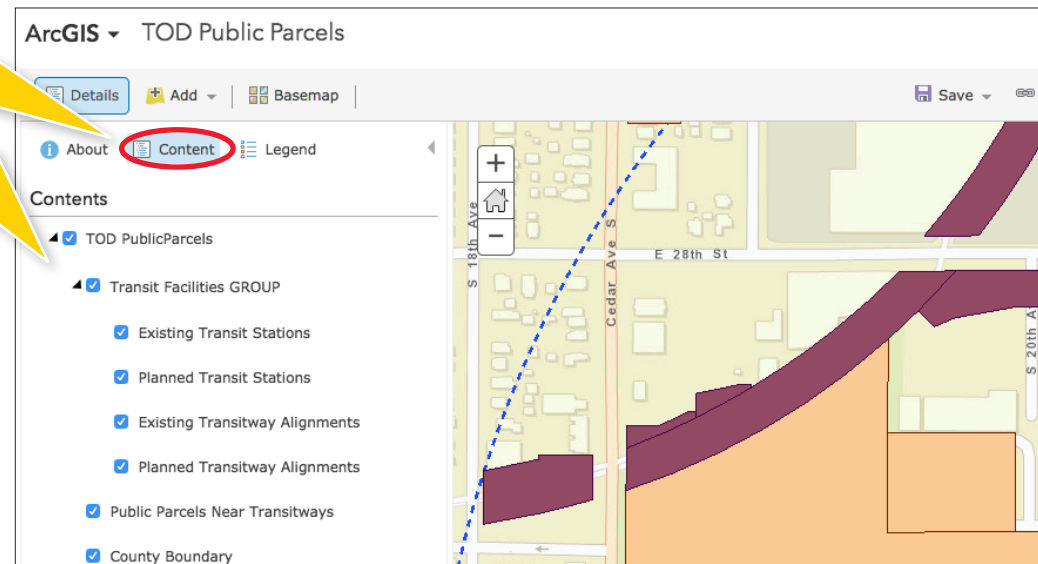 ArcGIS TOD Public Parcels
Details Add Basemap Save
About Content Legend
Contents
TOD PublicParcels
Transit Facilities GROUP
Existing Transit Stations
Planned Transit Stations
Existing Transitway Alignments
Planned Transitway Alignments
Public Parcels Near Transitways
County Boundary
S 18th Ave
Cedar Ave S
E 28th St
S 20th A